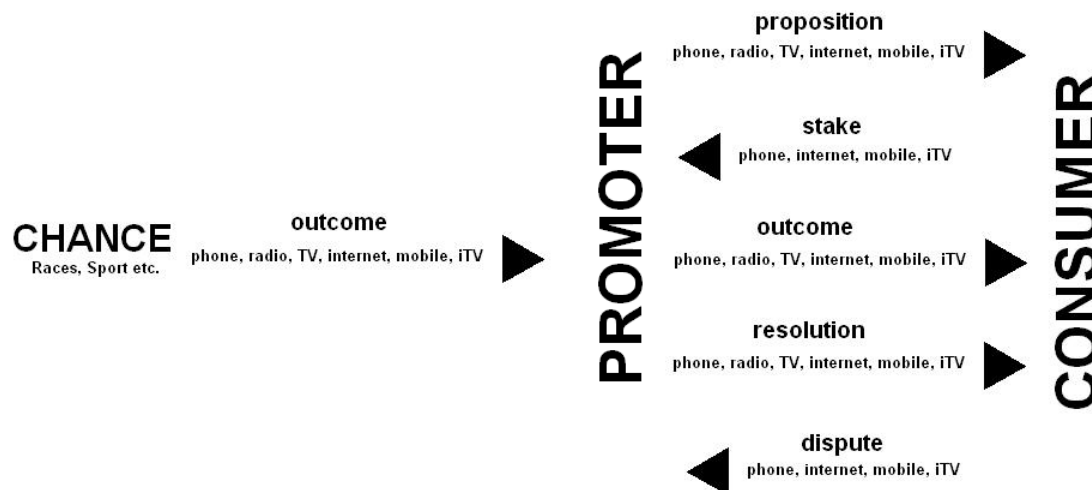 CHANCE
Races, Sport etc.
outcome
phone, radio, TV, internet, mobile, iTV
PROMOTER
proposition
phone, radio, TV, internet, mobile, iTV
stake
phone, internet, mobile, iTV
outcome
phone, radio, TV, internet, mobile, iTV
resolution
phone, radio, TV, internet, mobile, iTV
dispute
phone, internet, mobile, iTV
CONSUMER